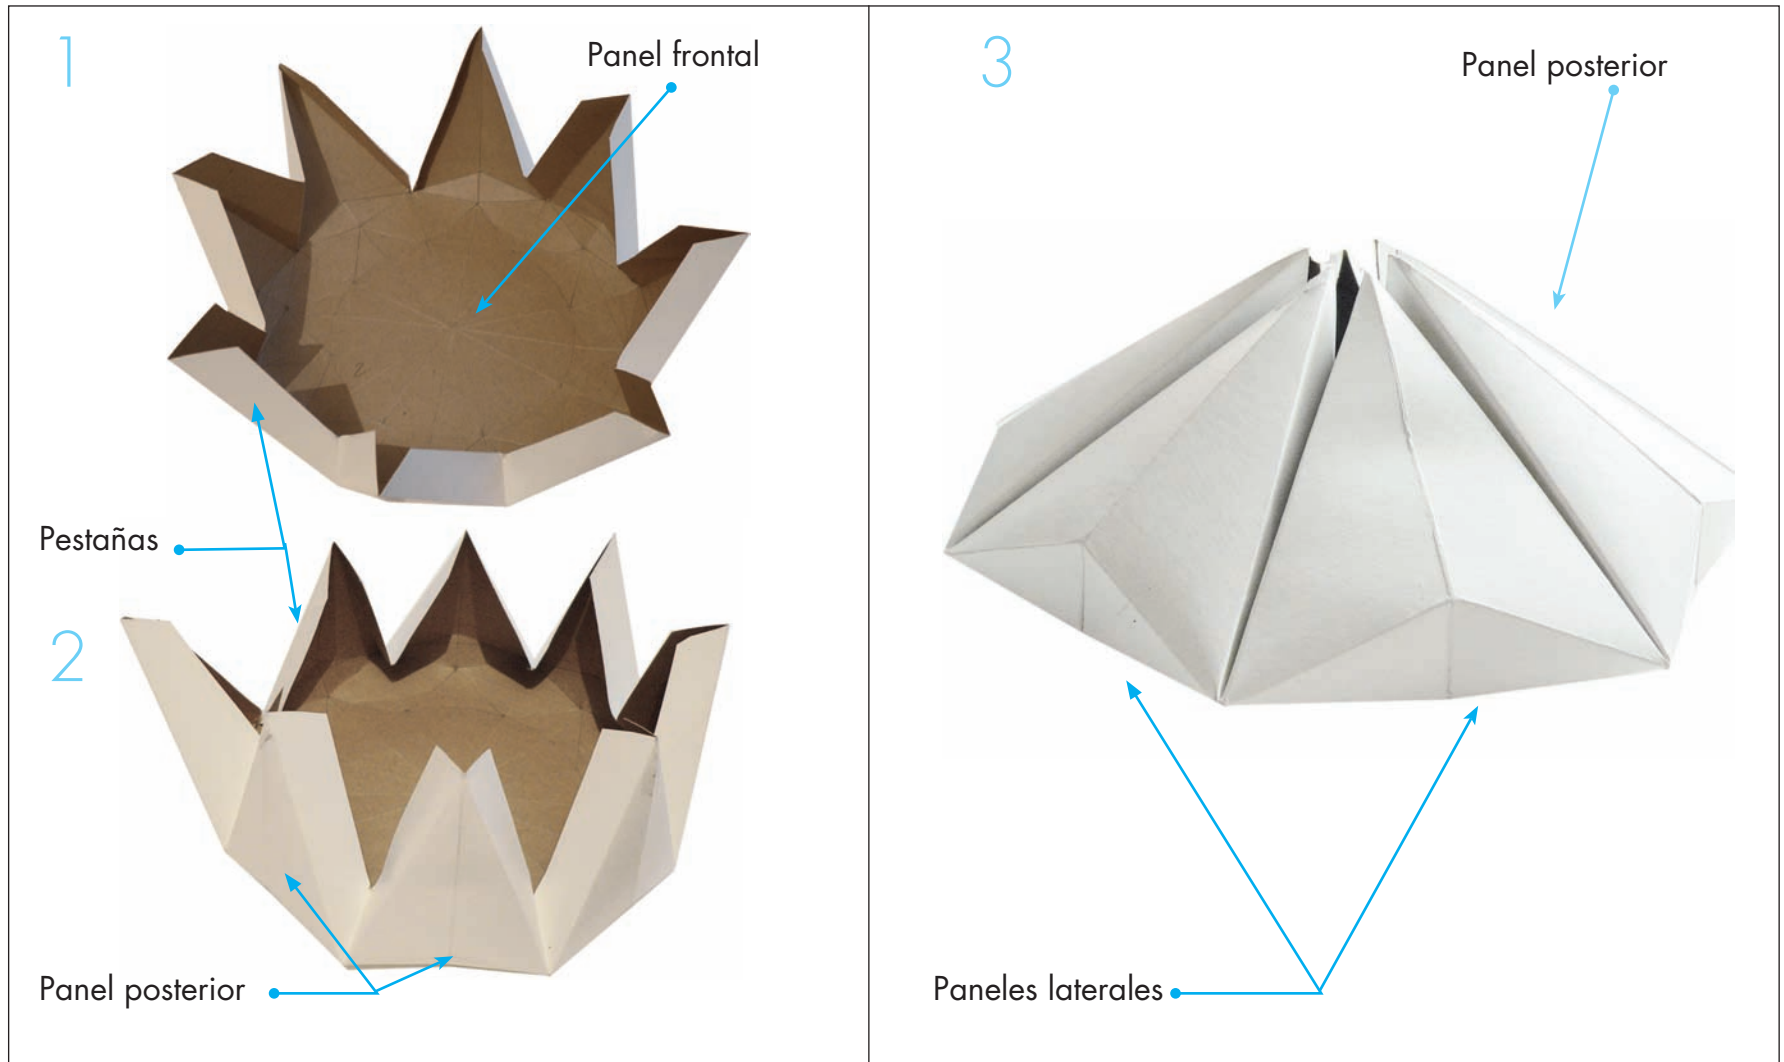 1
Panel frontal
Pestañas
2
Panel posterior
3
Panel posterior
Paneles laterales